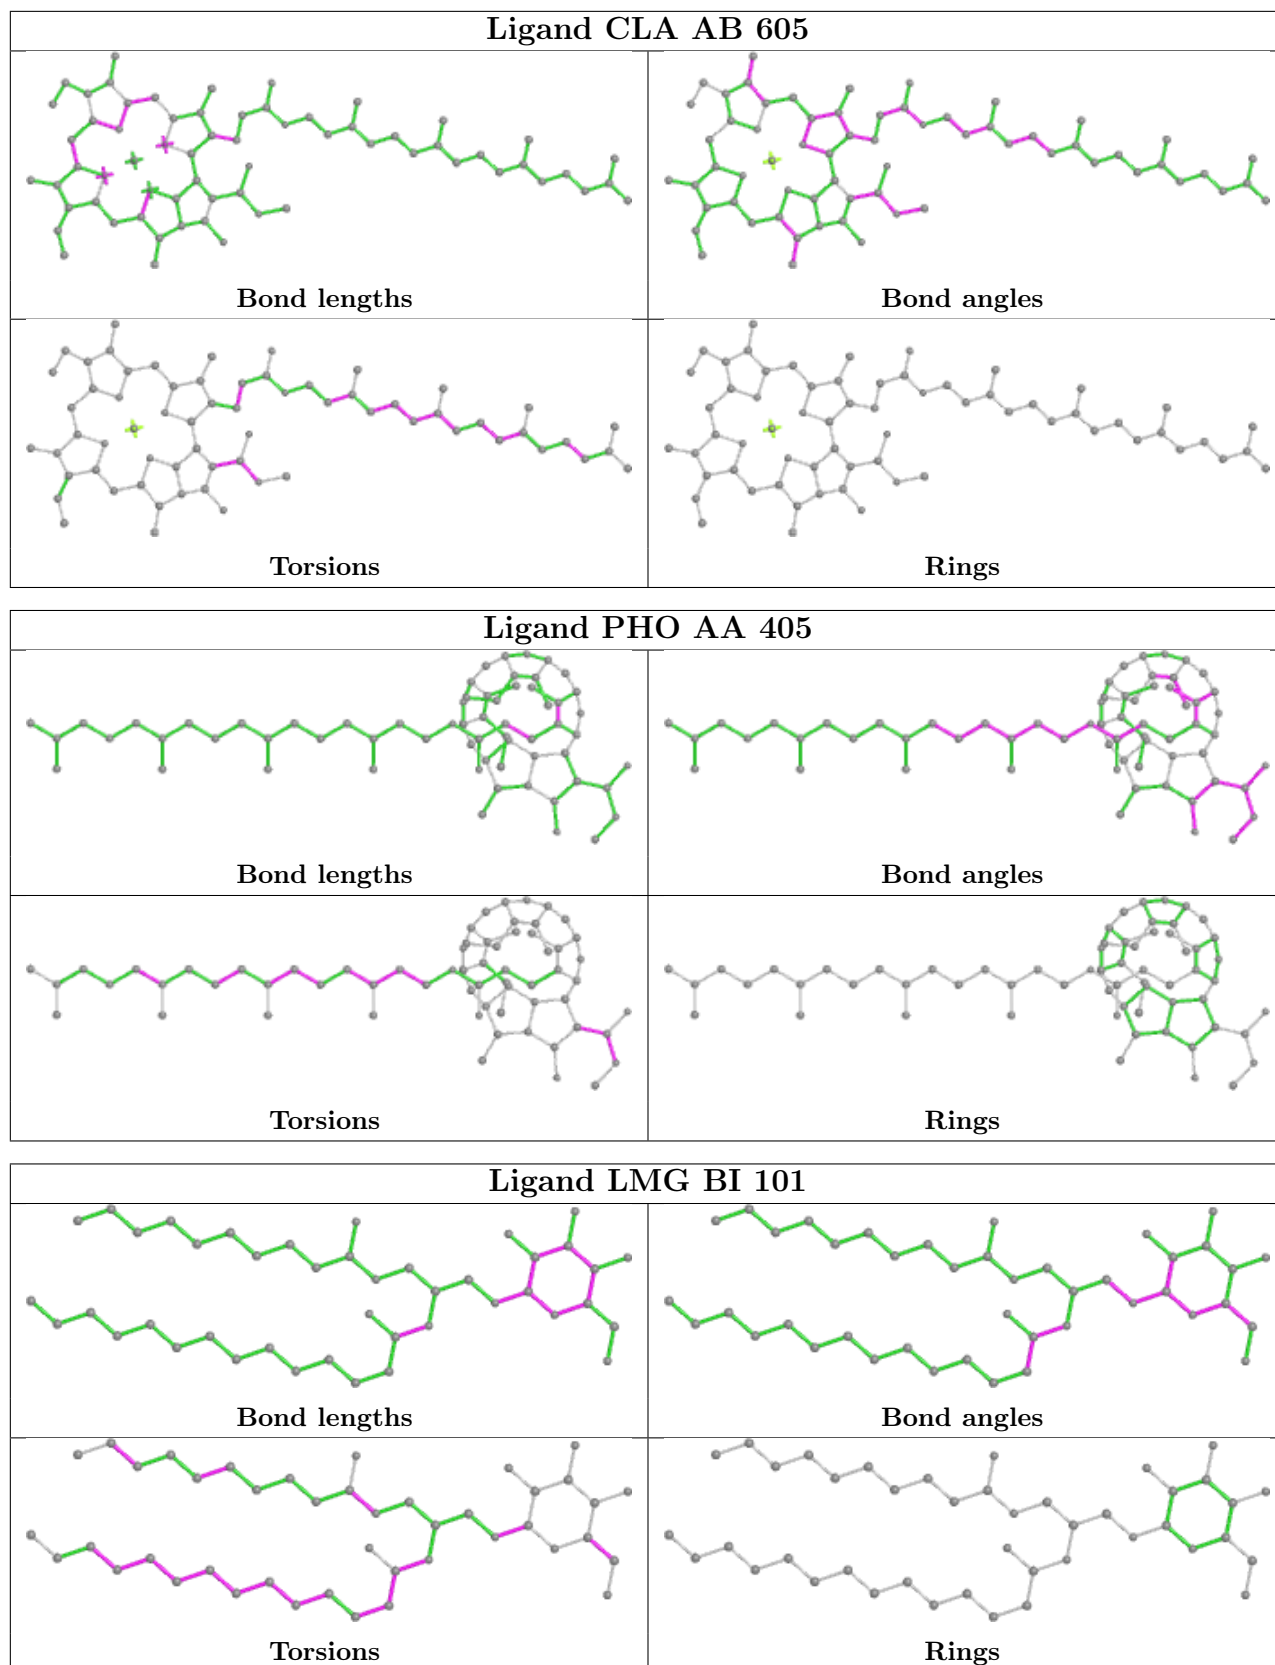 Ligand CLA AB 605
Bond lengths
Bond angles
Torsions
Rings
Ligand PHO AA 405
Bond lengths
Bond angles
Torsions
Rings
Ligand LMG BI 101
Bond lengths
Bond angles
Torsions
Rings